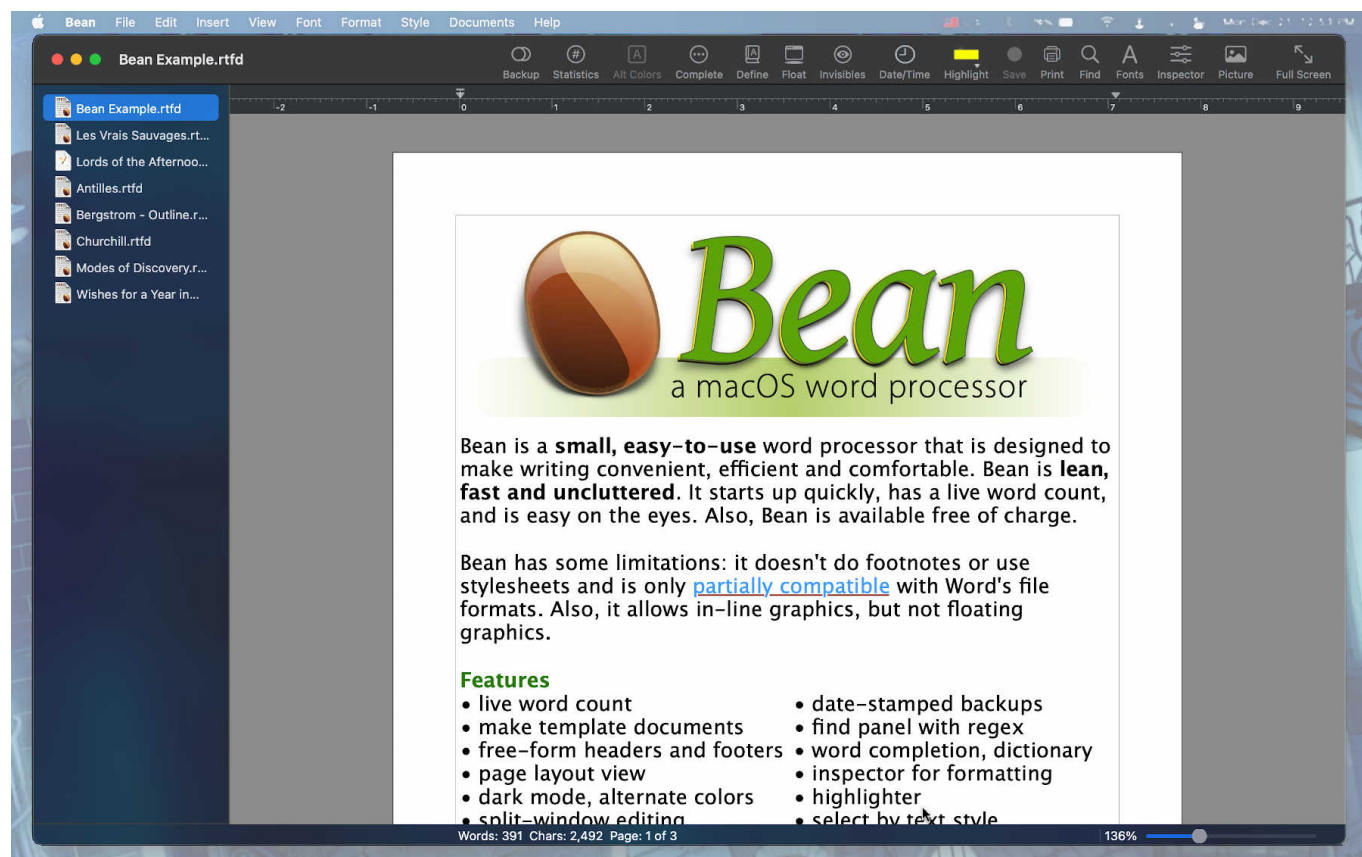 Bean File Edit Insert View Font Format Style Documents Help
Bean Example.rtfd
Backup Statistics Alt Colors Complete Define Float Invisibles Date/Time Highlight Save Print Find Fonts Inspector Picture Full Screen
-2 -1 0 1 2 3 4 5 6 7 8 9
Bean Example.rtfd
Les Vrais Sauvages.rt...
Lords of the Afternoo...
Antilles.rtfd
Bergstrom - Outline.r...
Churchill.rtfd
Modes of Discovery.r...
Wishes for a Year in...
Bean
a macOS word processor
Bean is a small, easy-to-use word processor that is designed to
make writing convenient, efficient and comfortable. Bean is lean,
fast and uncluttered. It starts up quickly, has a live word count,
and is easy on the eyes. Also, Bean is available free of charge.
Bean has some limitations: it doesn't do footnotes or use
stylesheets and is only partially compatible with Word's file
formats. Also, it allows in-line graphics, but not floating
graphics.
Features
• live word count
• make template documents
• free-form headers and footers
• page layout view
• dark mode, alternate colors
• split-window editing
• date-stamped backups
• find panel with regex
• word completion, dictionary
• inspector for formatting
• highlighter
• select by text style
Words: 391 Chars: 2,492 Page: 1 of 3
136%